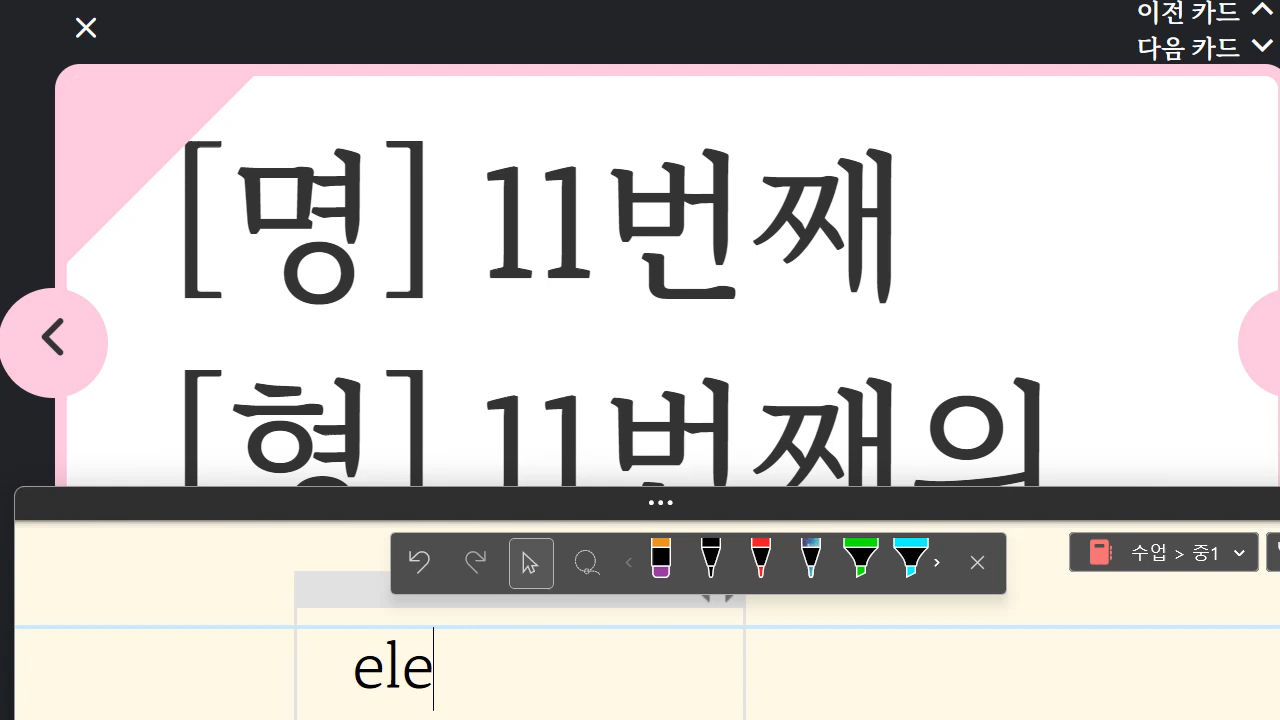 이전 카드
다음 카드
[명] 11번째
[형] 11번째의
수업 > 중1
ele